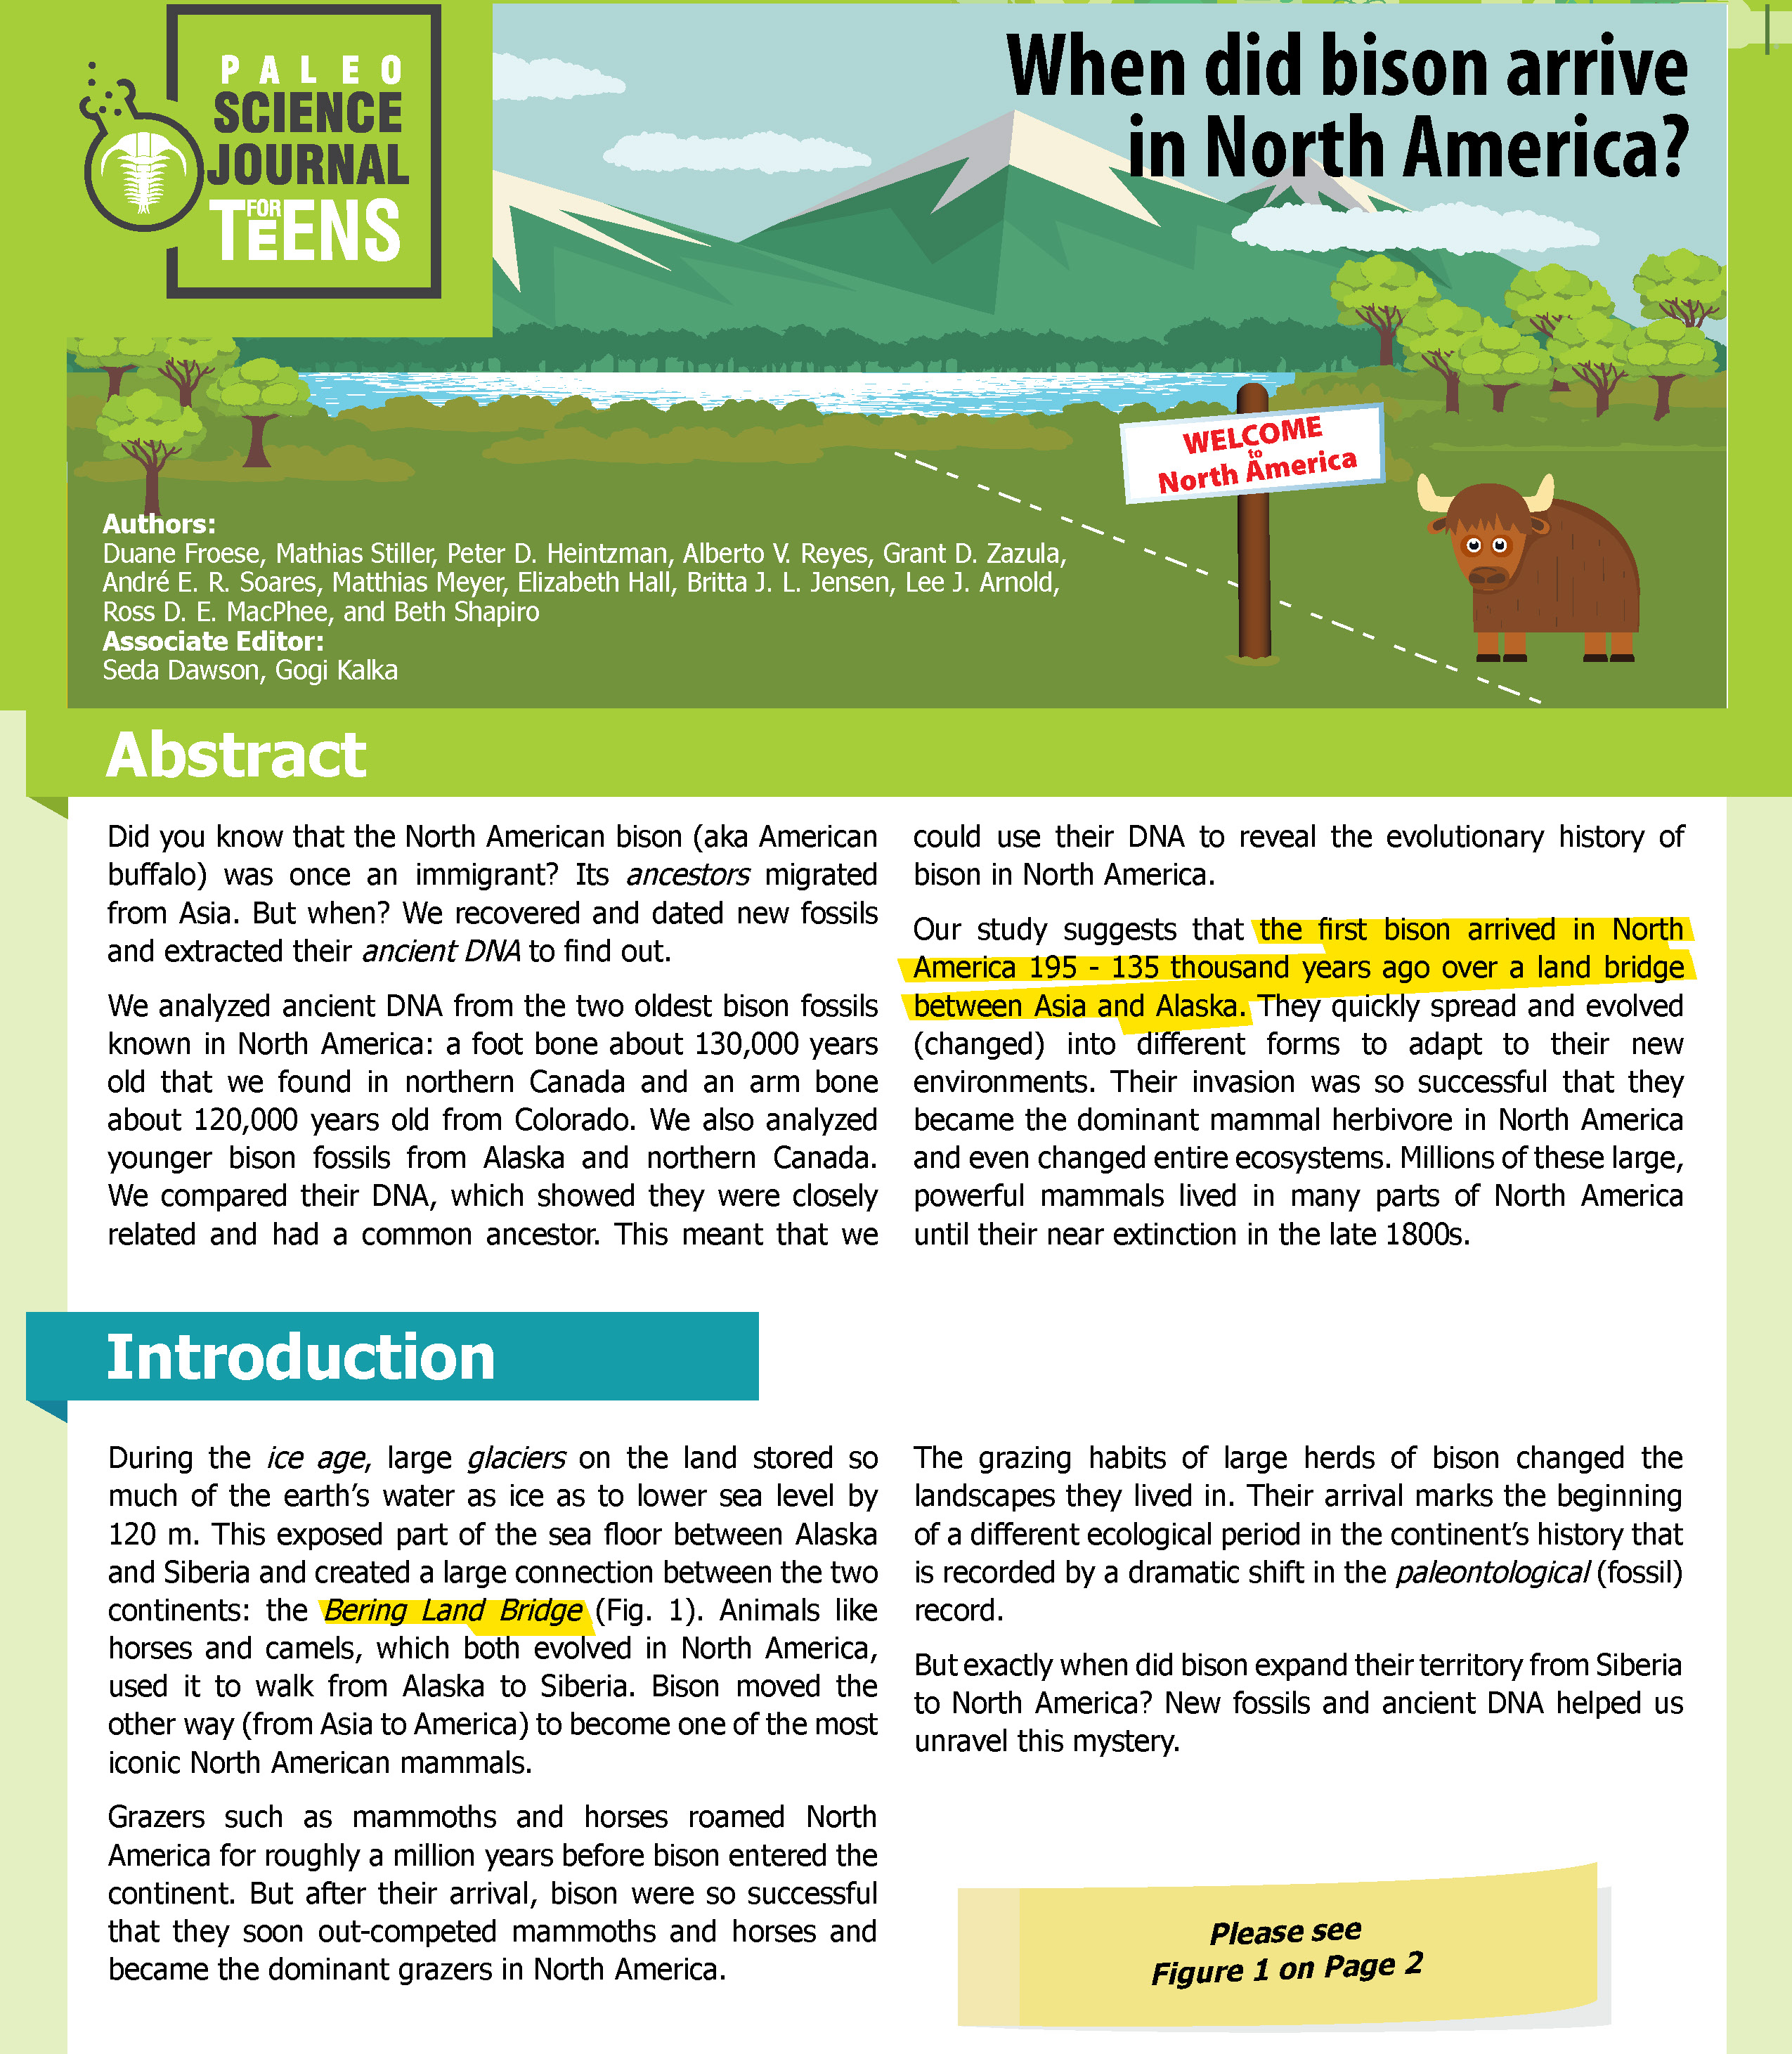 PALEO
SCIENCE
JOURNAL
FOR
TEENS
When did bison arrive
in North America?
WELCOME
to
North America
Authors:
Duane Froese, Mathias Stiller, Peter D. Heintzman, Alberto V. Reyes, Grant D. Zazula,
André E. R. Soares, Matthias Meyer, Elizabeth Hall, Britta J. L. Jensen, Lee J. Arnold,
Ross D. E. MacPhee, and Beth Shapiro
Associate Editor:
Seda Dawson, Gogi Kalka
Abstract
Did you know that the North American bison (aka American
buffalo) was once an immigrant? Its ancestors migrated
from Asia. But when? We recovered and dated new fossils
and extracted their ancient DNA to find out.
We analyzed ancient DNA from the two oldest bison fossils
known in North America: a foot bone about 130,000 years
old that we found in northern Canada and an arm bone
about 120,000 years old from Colorado. We also analyzed
younger bison fossils from Alaska and northern Canada.
We compared their DNA, which showed they were closely
related and had a common ancestor. This meant that we
could use their DNA to reveal the evolutionary history of
bison in North America.
Our study suggests that the first bison arrived in North
America 195 - 135 thousand years ago over a land bridge
between Asia and Alaska. They quickly spread and evolved
(changed) into different forms to adapt to their new
environments. Their invasion was so successful that they
became the dominant mammal herbivore in North America
and even changed entire ecosystems. Millions of these large,
powerful mammals lived in many parts of North America
until their near extinction in the late 1800s.
Introduction
During the ice age, large glaciers on the land stored so
much of the earth's water as ice as to lower sea level by
120 m. This exposed part of the sea floor between Alaska
and Siberia and created a large connection between the two
continents: the Bering Land Bridge (Fig. 1). Animals like
horses and camels, which both evolved in North America,
used it to walk from Alaska to Siberia. Bison moved the
other way (from Asia to America) to become one of the most
iconic North American mammals.
Grazers such as mammoths and horses roamed North
America for roughly a million years before bison entered the
continent. But after their arrival, bison were so successful
that they soon out-competed mammoths and horses and
became the dominant grazers in North America.
The grazing habits of large herds of bison changed the
landscapes they lived in. Their arrival marks the beginning
of a different ecological period in the continent's history that
is recorded by a dramatic shift in the paleontological (fossil)
record.
But exactly when did bison expand their territory from Siberia
to North America? New fossils and ancient DNA helped us
unravel this mystery.
Please see
Figure 1 on Page 2